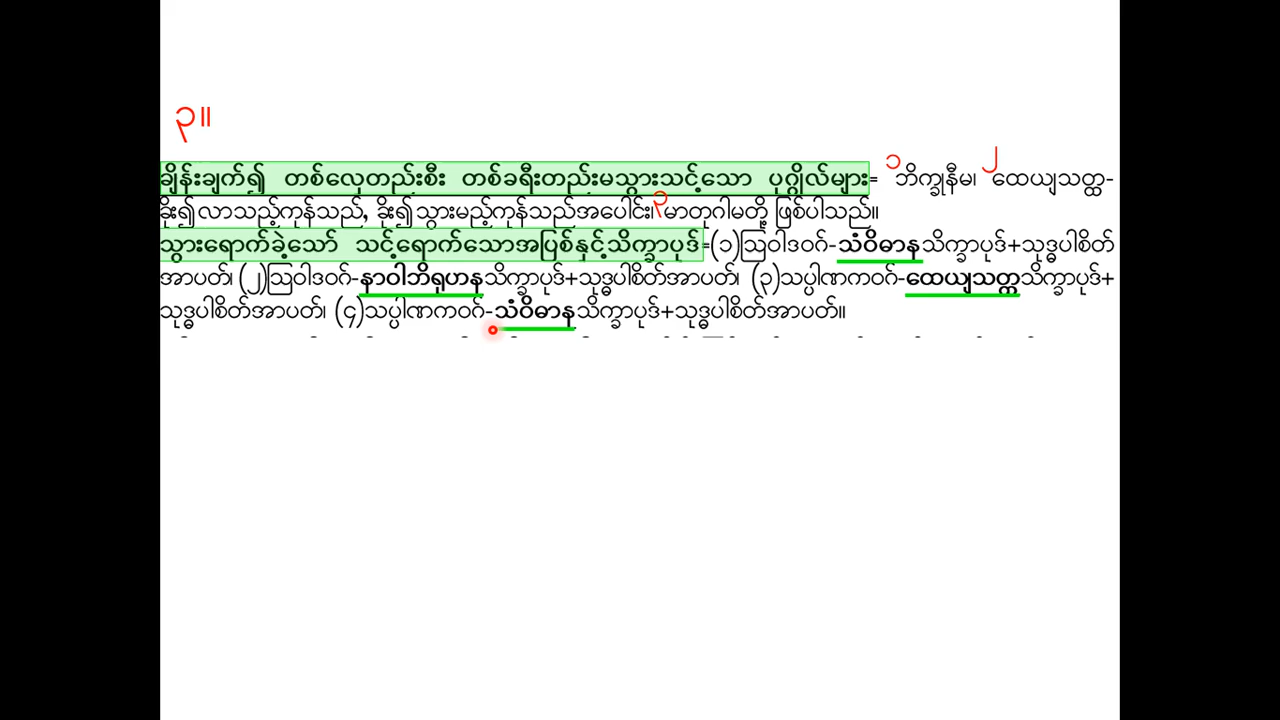 ၃။
ချိန်းချက်၍ တစ်လှေတည်းစီး တစ်ခရီးတည်းမသွားသင့်သော ပုဂ္ဂိုလ်များ= ၁ ဘိက္ခုနီမ၊ ၂ ထေယျသတ္ထ-
ခိုး၍လာသည့်ကုန်သည်, ခိုး၍သွားမည့်ကုန်သည်အပေါင်း၊ ၃ မာတုဂါမတို့ ဖြစ်ပါသည်။
သွားရောက်ခဲ့သော် သင့်ရောက်သောအပြစ်နှင့်သိက္ခာပုဒ်=(၁)ဩဝါဒဝဂ်-သံဝိဓာနသိက္ခာပုဒ်+သုဒ္ဓပါစိတ်
အာပတ်၊ (၂)ဩဝါဒဝဂ်-နာဝါဘိရုဟနသိက္ခာပုဒ်+သုဒ္ဓပါစိတ်အာပတ်၊ (၃)သပ္ပါဏကဝဂ်-ထေယျသတ္ထသိက္ခာပုဒ်+
သုဒ္ဓပါစိတ်အာပတ်၊ (၄)သပ္ပါဏကဝဂ်-သံဝိဓာနသိက္ခာပုဒ်+သုဒ္ဓပါစိတ်အာပတ်။